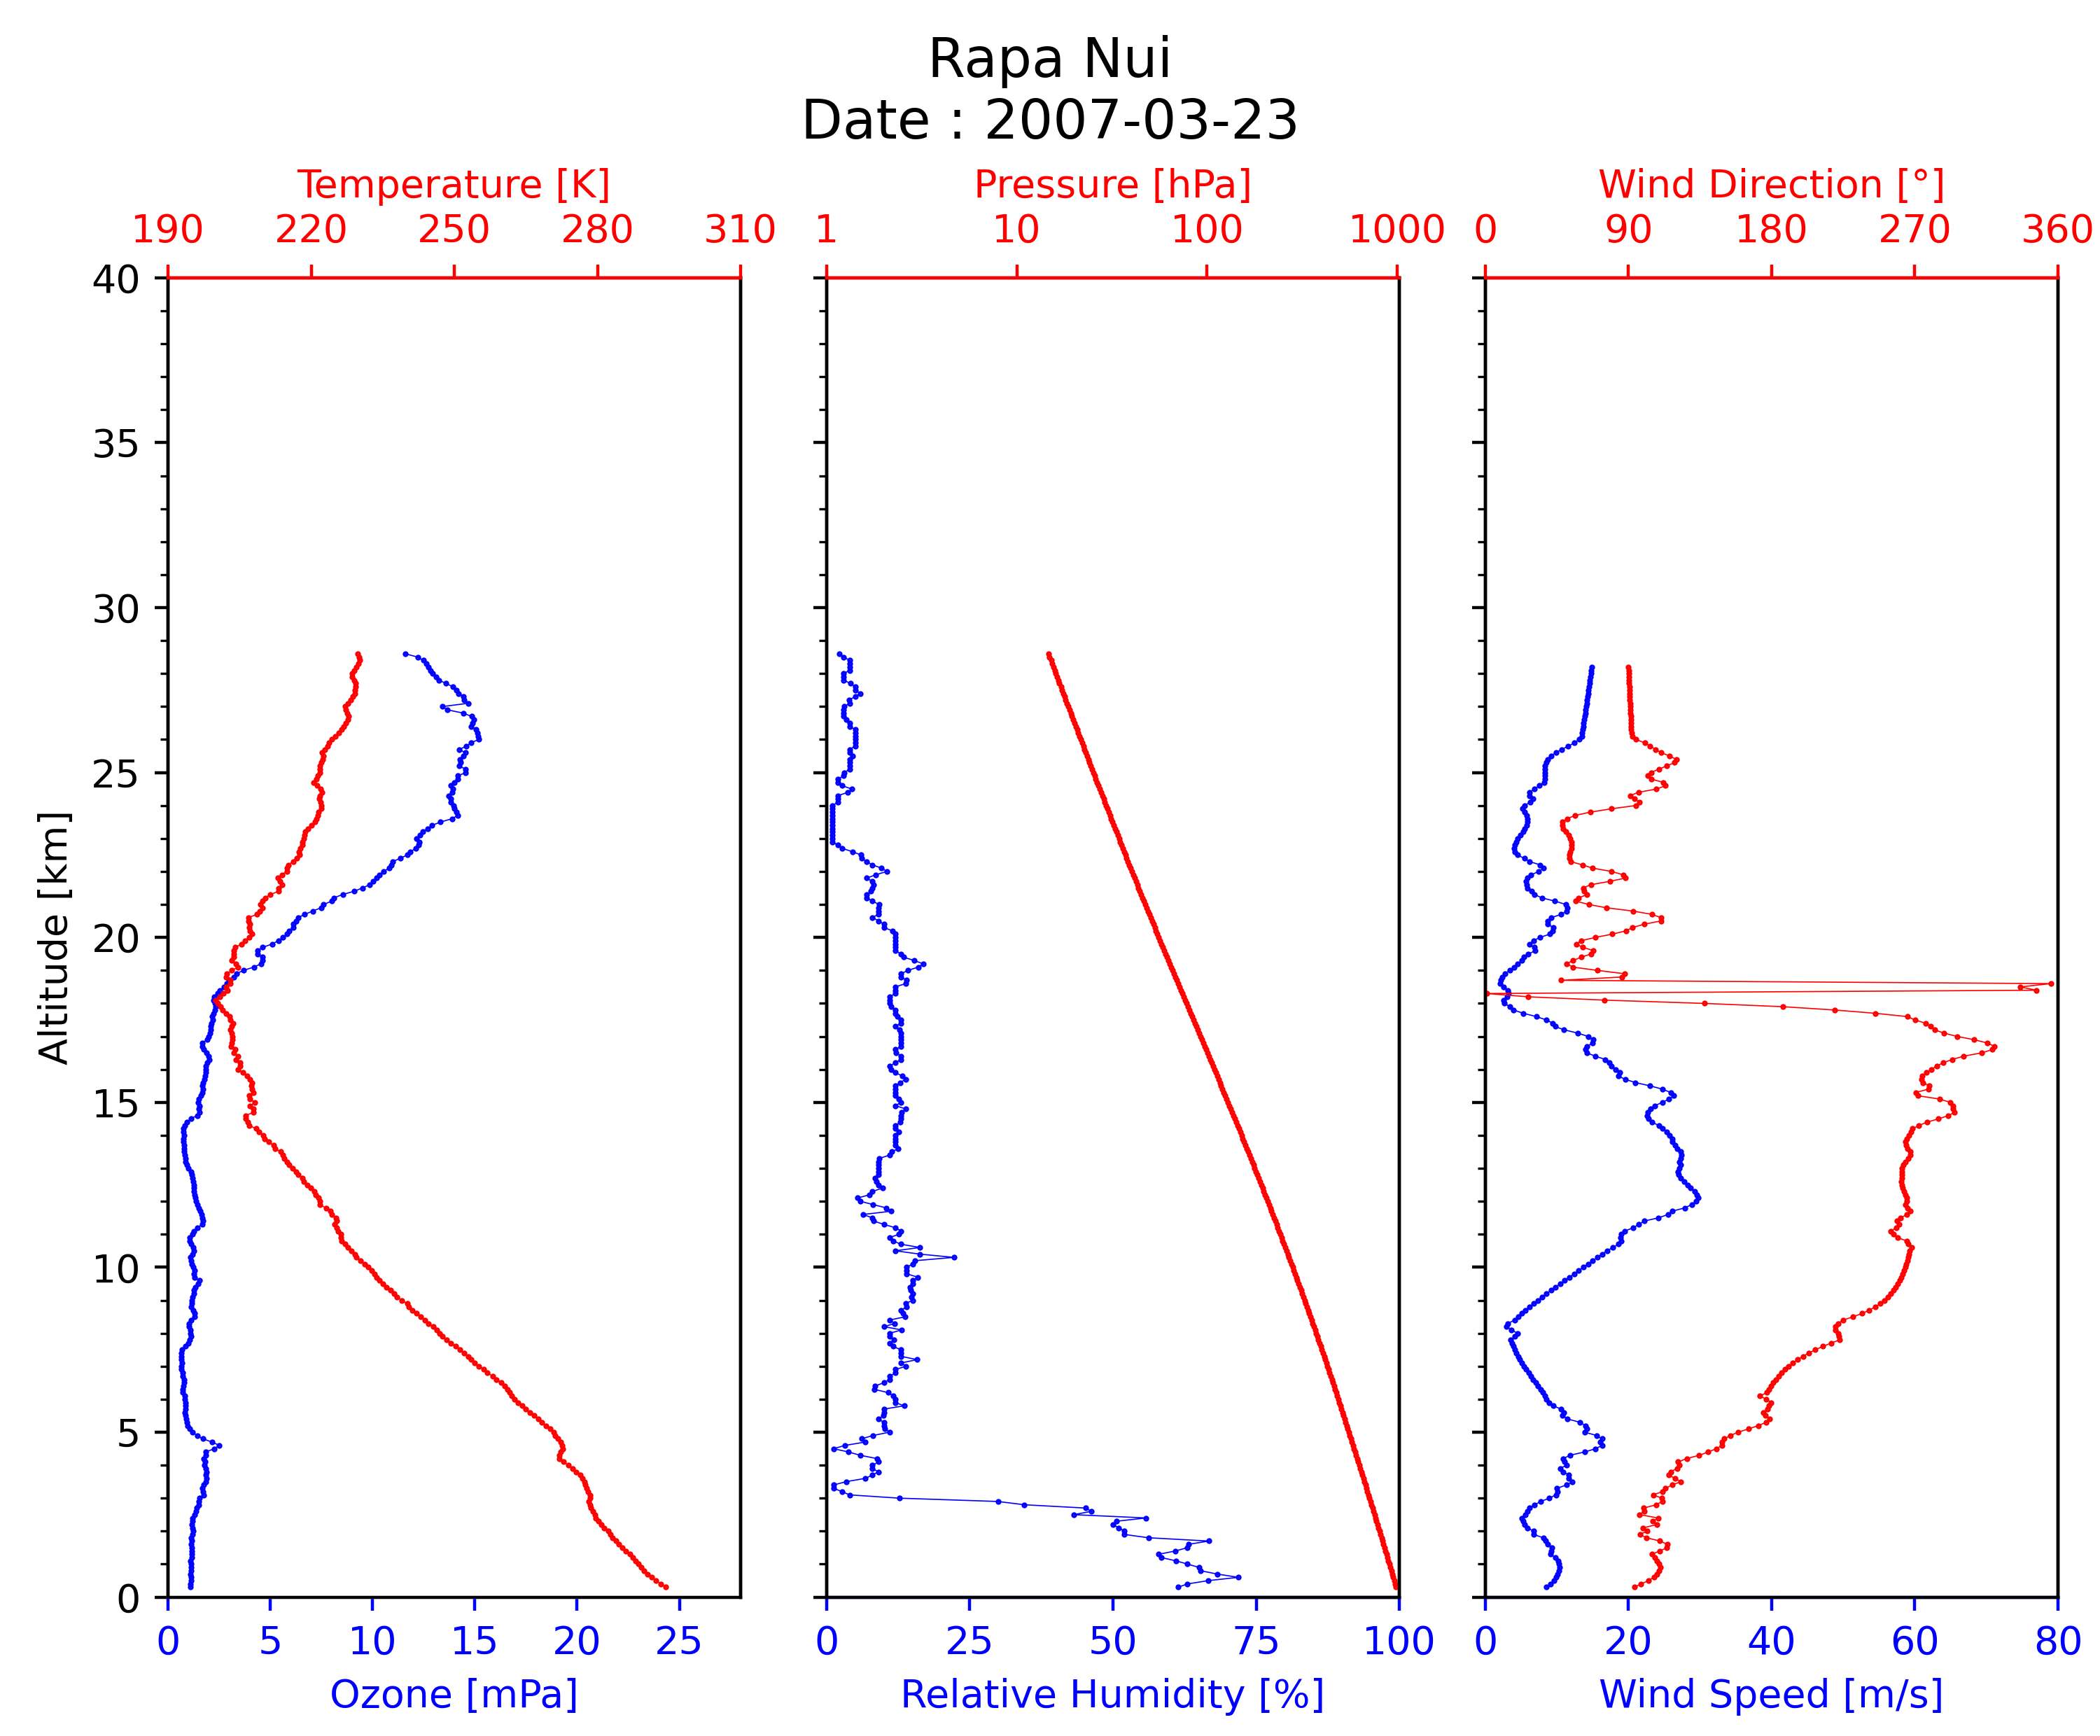 Rapa Nui
Date : 2007-03-23
Temperature [K]
190 220 250 280 310
Pressure [hPa]
1 10 100 1000
Wind Direction [°]
0 90 180 270 360
Altitude [km]
40
35
30
25
20
15
10
5
0
0 5 10 15 20 25
Ozone [mPa]
0 25 50 75 100
Relative Humidity [%]
0 20 40 60 80
Wind Speed [m/s]